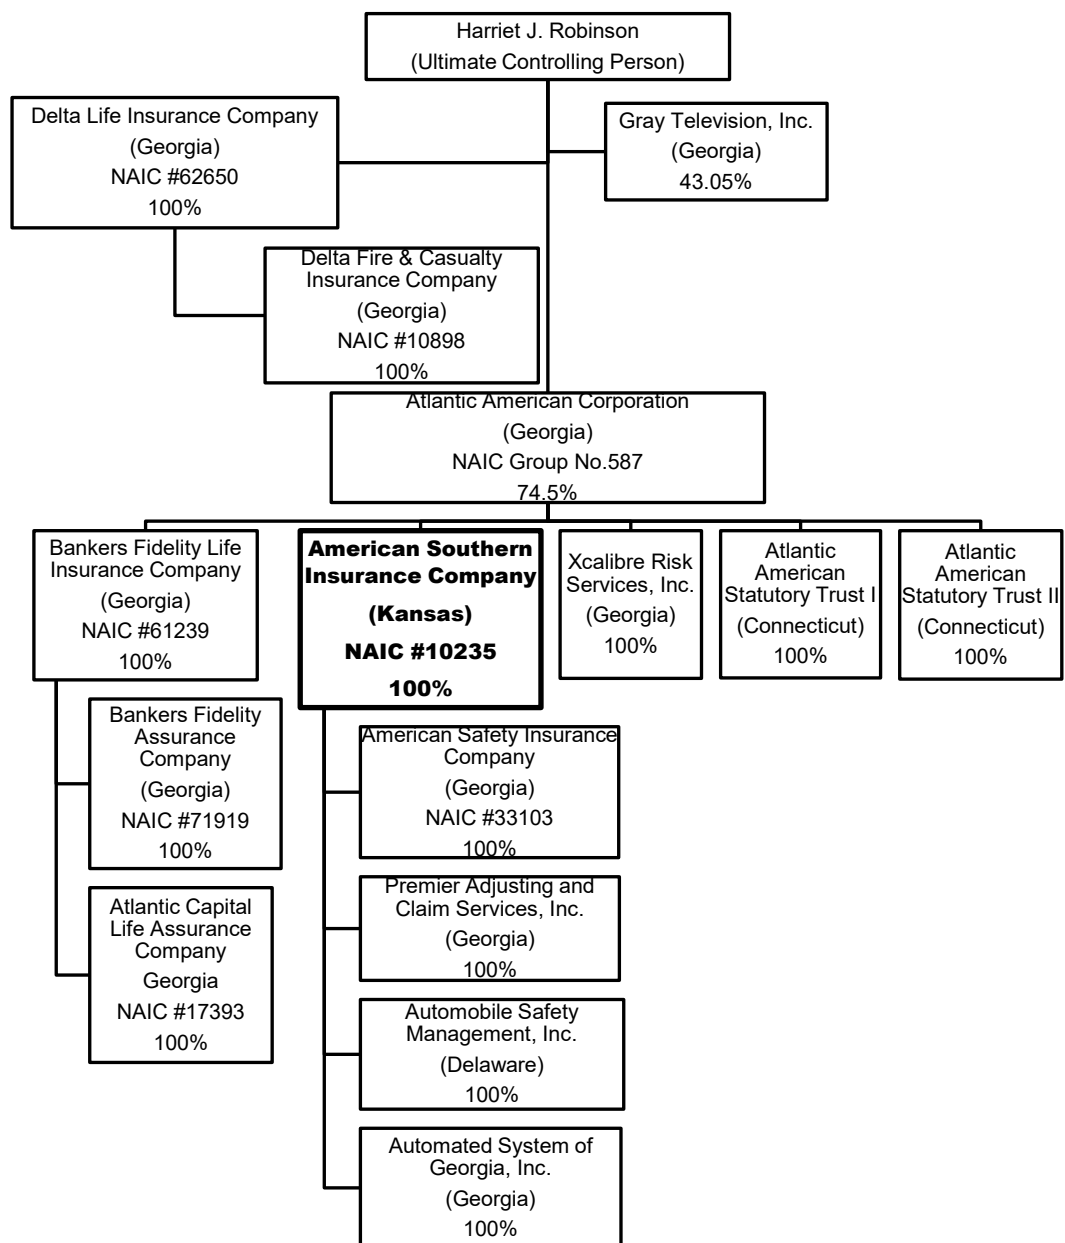 Harriet J. Robinson
(Ultimate Controlling Person)
Delta Life Insurance Company
(Georgia)
NAIC #62650
100%
Gray Television, Inc.
(Georgia)
43.05%
Delta Fire & Casualty
Insurance Company
(Georgia)
NAIC #10898
100%
Atlantic American Corporation
(Georgia)
NAIC Group No.587
74.5%
Bankers Fidelity Life
Insurance Company
(Georgia)
NAIC #61239
100%
American Southern
Insurance Company
(Kansas)
NAIC #10235
100%
Xcalibre Risk
Services, Inc.
(Georgia)
100%
Atlantic
American
Statutory Trust I
(Connecticut)
100%
Atlantic
American
Statutory Trust II
(Connecticut)
100%
Bankers Fidelity
Assurance
Company
(Georgia)
NAIC #71919
100%
Atlantic Capital
Life Assurance
Company
Georgia
NAIC #17393
100%
American Safety Insurance
Company
(Georgia)
NAIC #33103
100%
Premier Adjusting and
Claim Services, Inc.
(Georgia)
100%
Automobile Safety
Management, Inc.
(Delaware)
100%
Automated System of
Georgia, Inc.
(Georgia)
100%